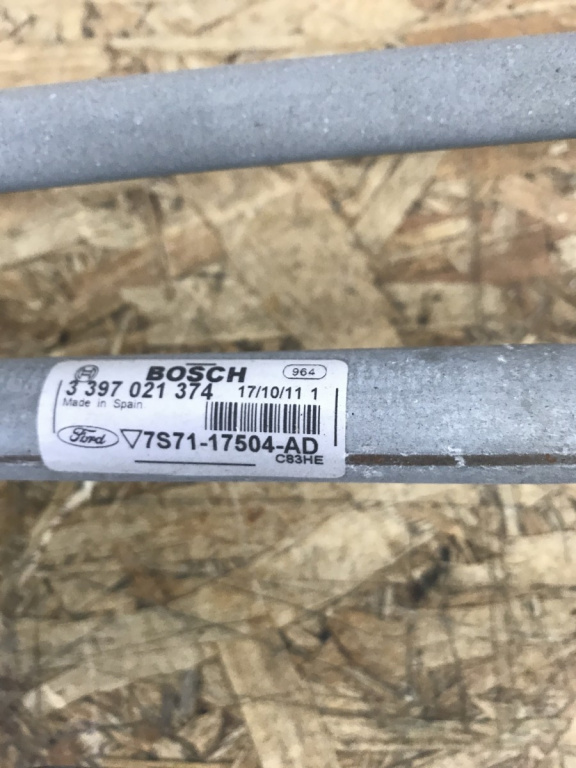 BOSCH 964
3 397 021 374 17/10/11 1
Made in Spain
Ford 7S71-17504-AD
C83HE